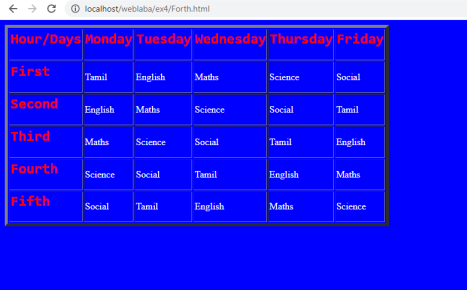 localhost/weblaba/ex4/Forth.html
Hour/Days Monday Tuesday Wednesday Thursday Friday
First Tamil English Maths Science Social
Second English Maths Science Social Tamil
Third Maths Science Social Tamil English
Fourth Science Social Tamil English Maths
Fifth Social Tamil English Maths Science